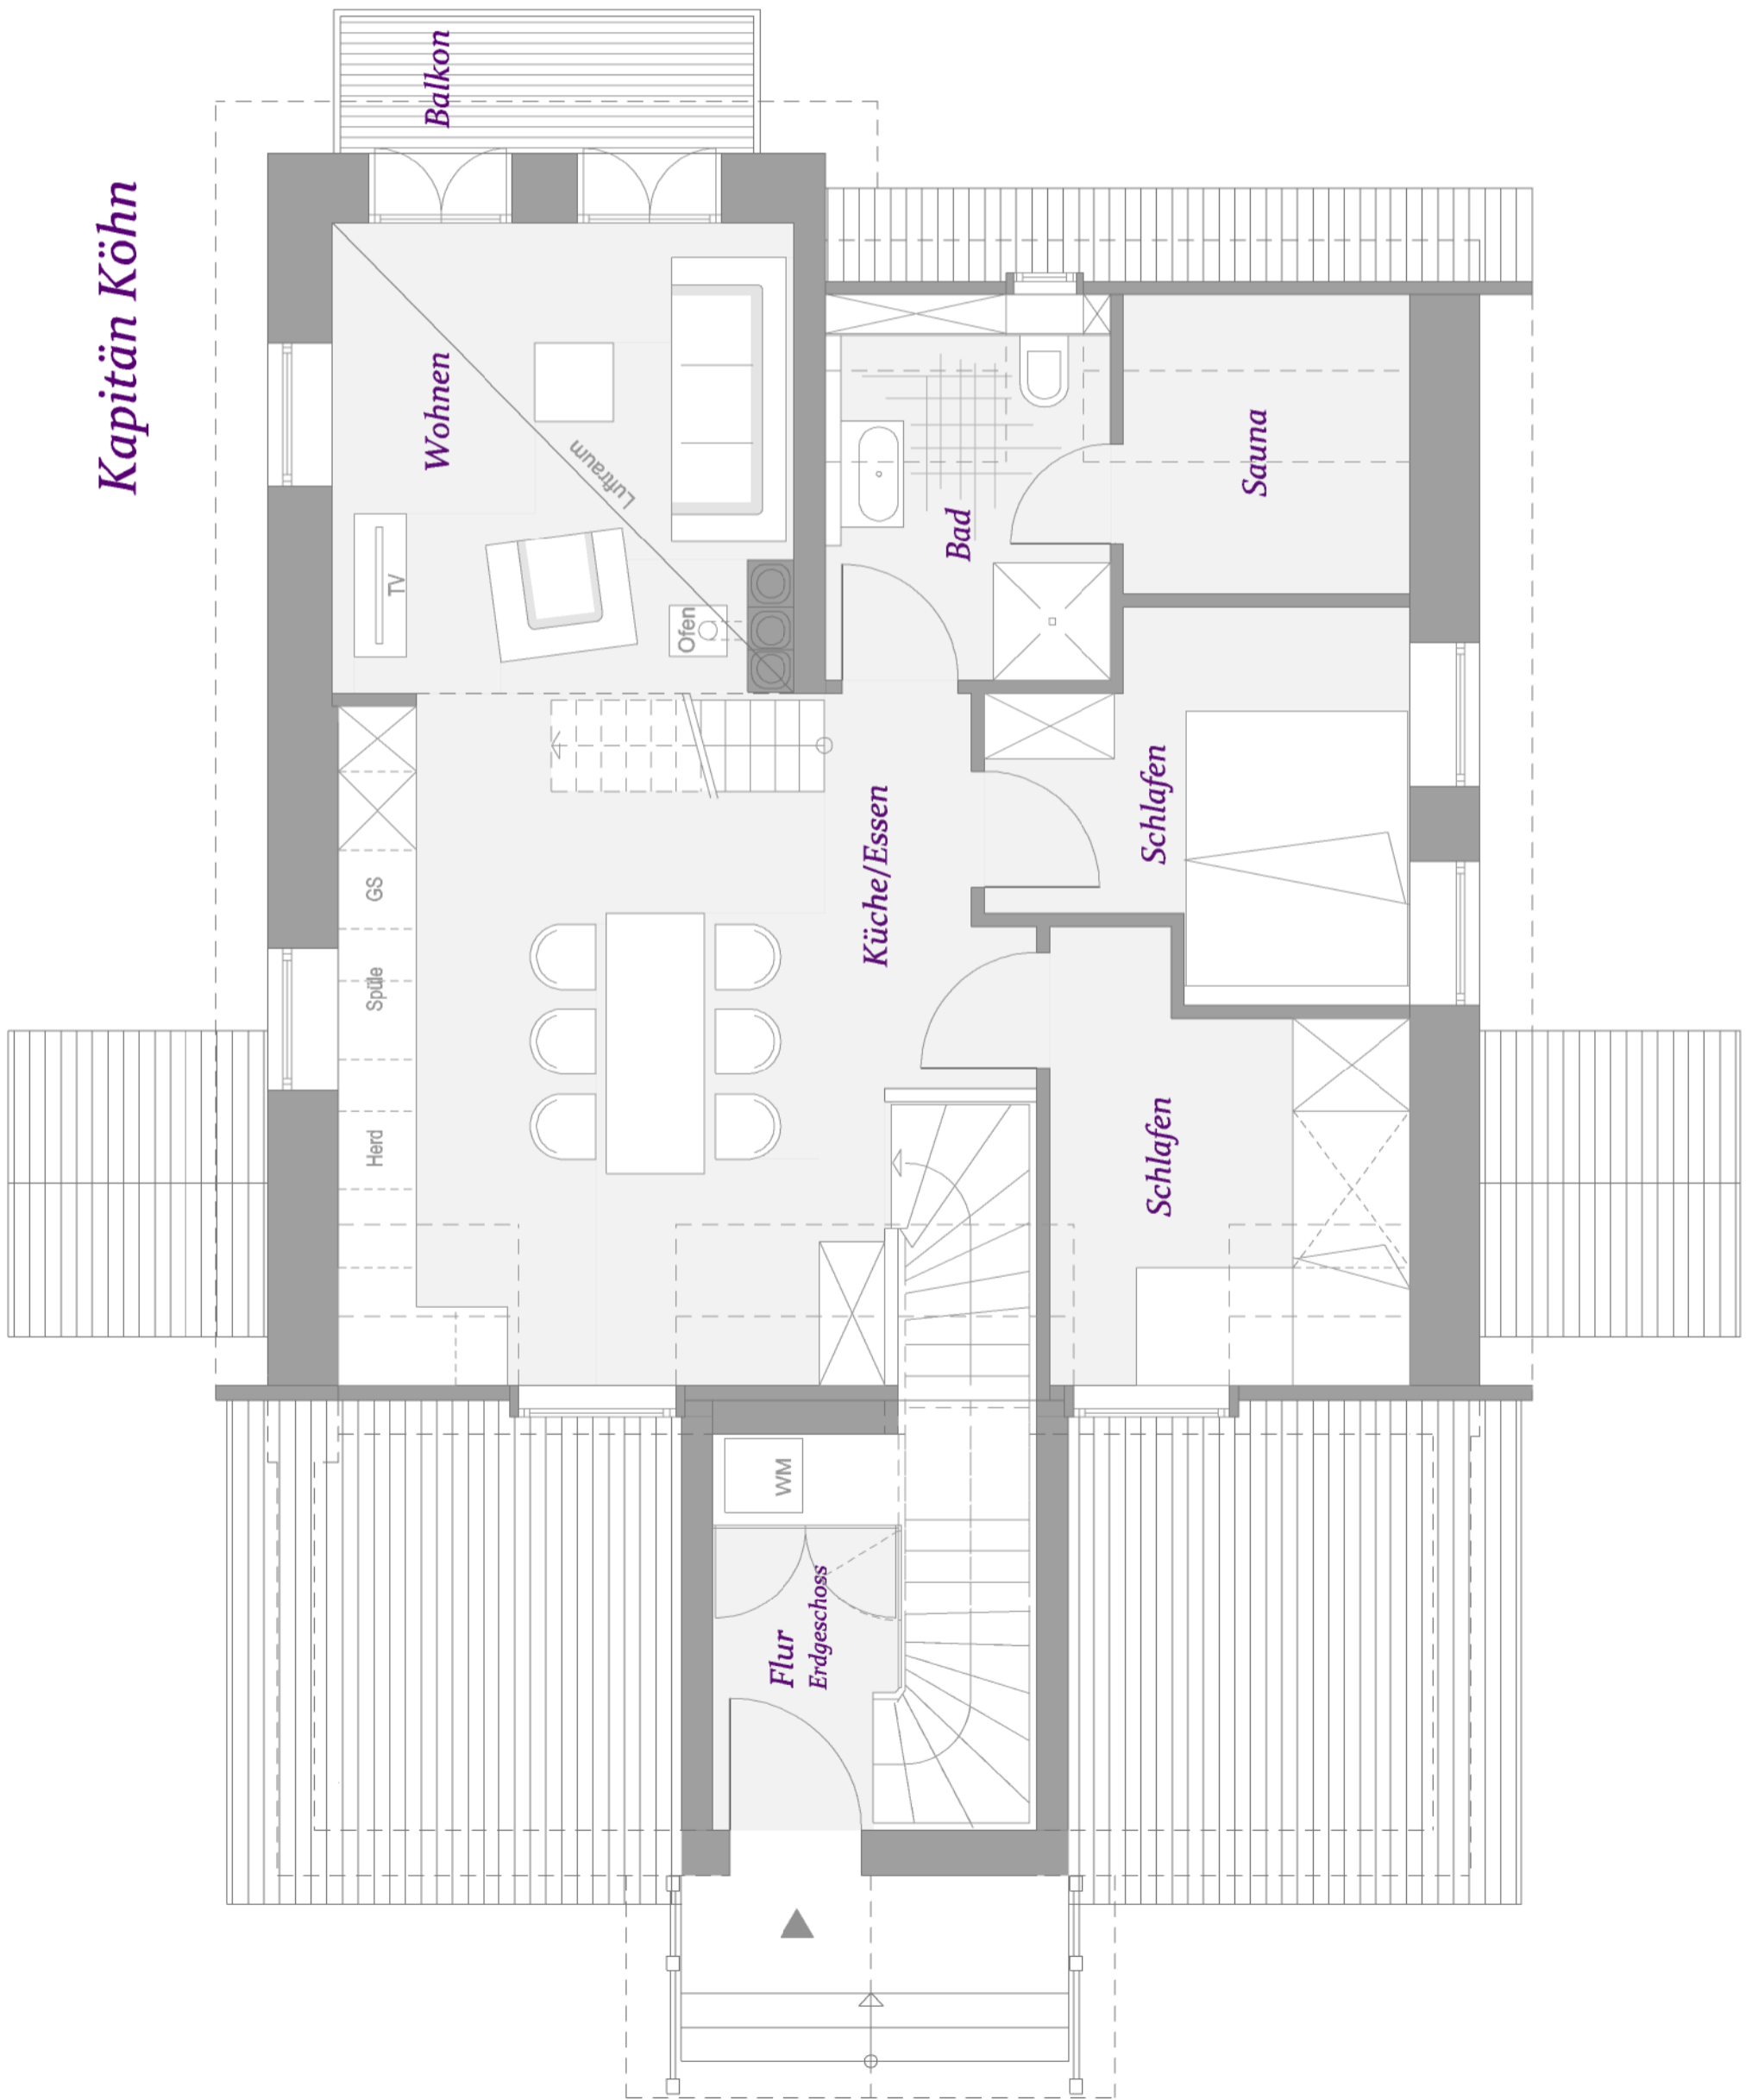 Kapitän Köhn
Balkon
Wohnen
Luftraum
TV
Ofen
Bad
Sauna
GS
Spüle
Herd
Küche/Essen
Schlafen
Schlafen
WM
Flur
Erdgeschoss